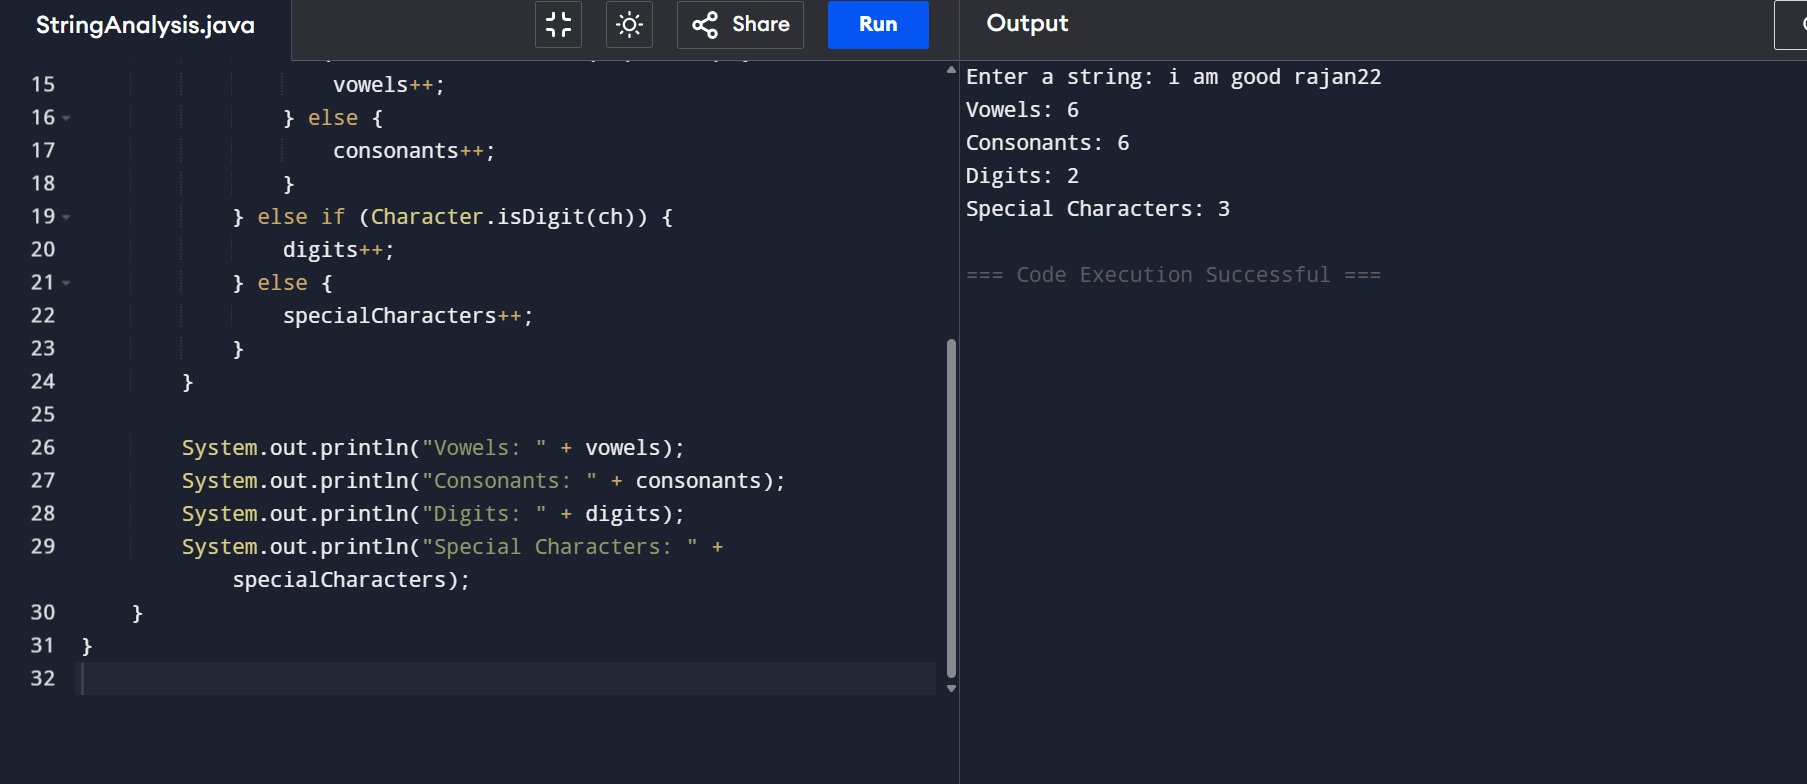 StringAnalysis.java
Share
Run
Output
15 vowels++;
16 } else {
17 consonants++;
18 }
19 } else if (Character.isDigit(ch)) {
20 digits++;
21 } else {
22 specialCharacters++;
23 }
24 }
25
26 System.out.println("Vowels: " + vowels);
27 System.out.println("Consonants: " + consonants);
28 System.out.println("Digits: " + digits);
29 System.out.println("Special Characters: " +
specialCharacters);
30 }
31 }
32
Enter a string: i am good rajan22
Vowels: 6
Consonants: 6
Digits: 2
Special Characters: 3
=== Code Execution Successful ===